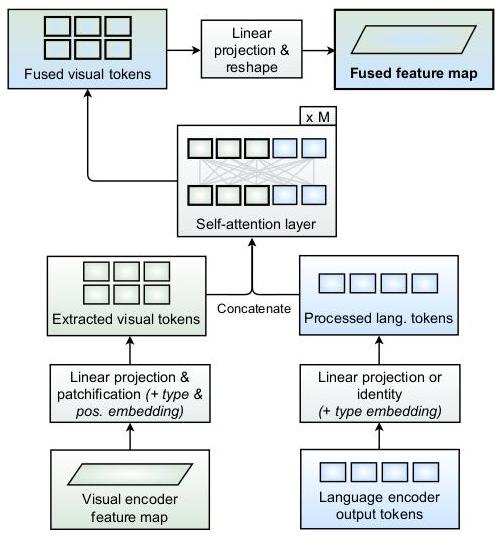 Fused visual tokens
Linear
projection &
reshape
Fused feature map
x M
Self-attention layer
Extracted visual tokens
Concatenate
Processed lang. tokens
Linear projection &
patchification (+ type &
pos. embedding)
Linear projection or
identity
(+ type embedding)
Visual encoder
feature map
Language encoder
output tokens